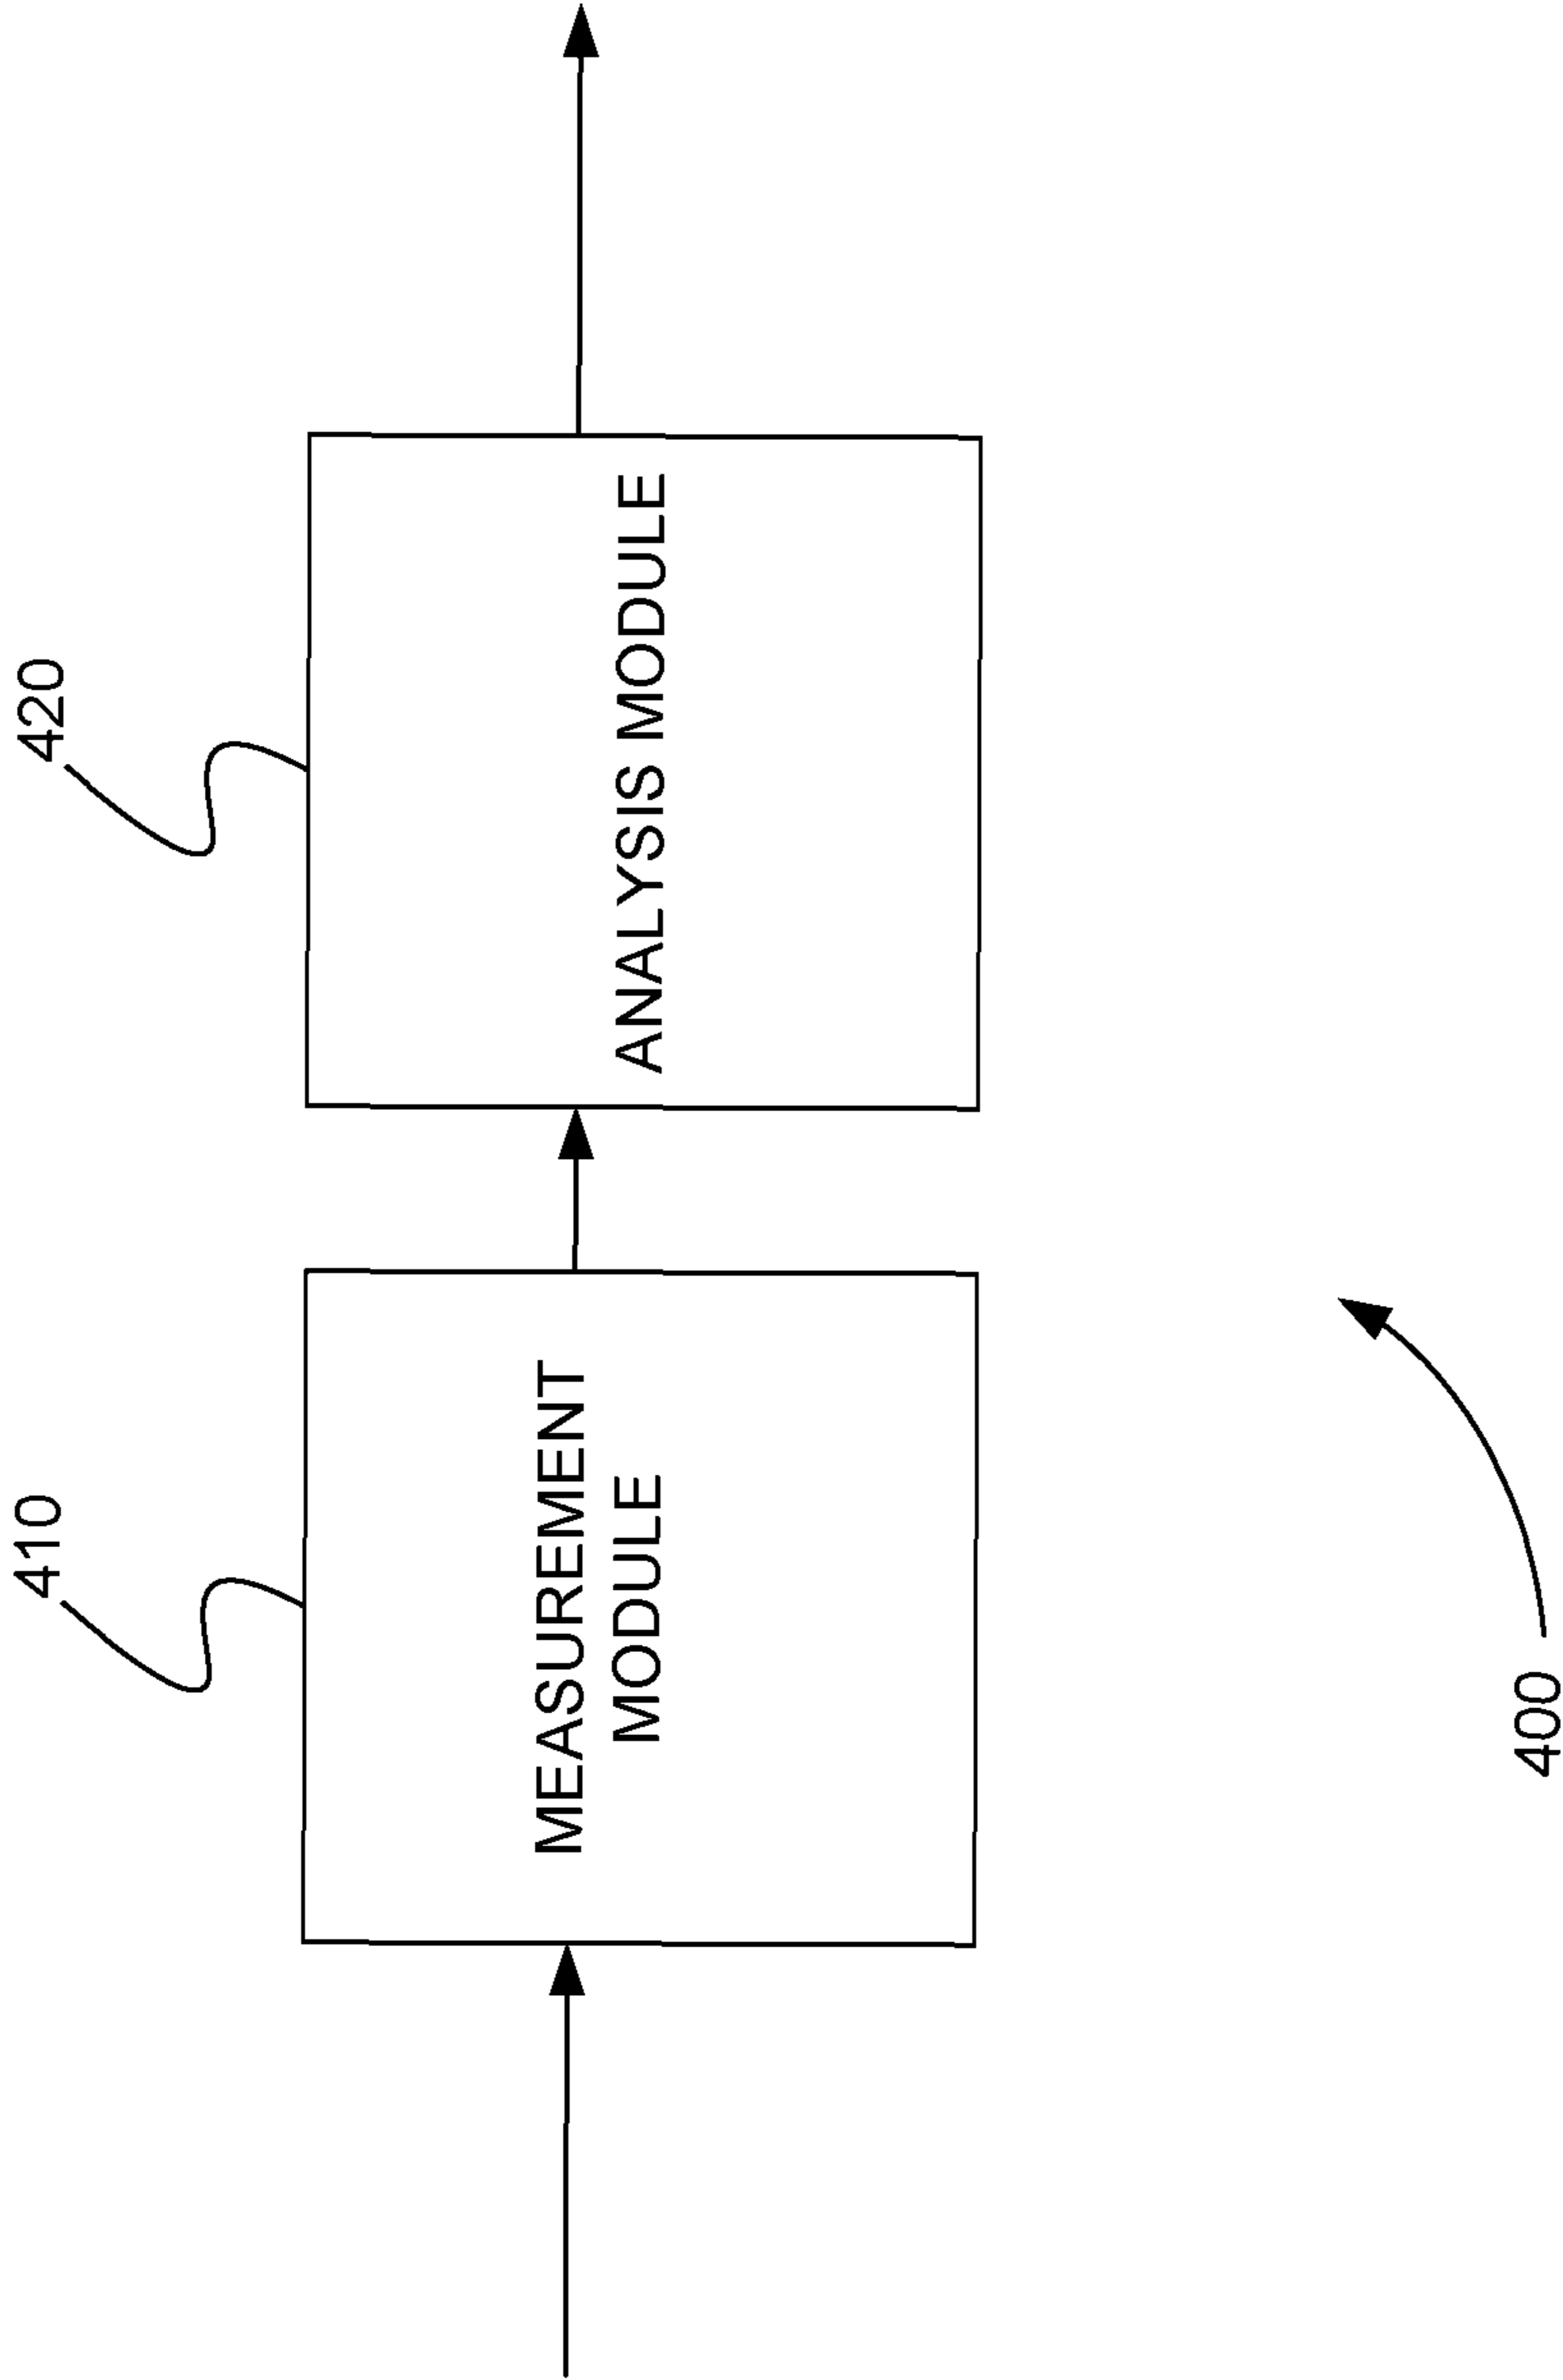 410
420
MEASUREMENT
MODULE
ANALYSIS MODULE
400